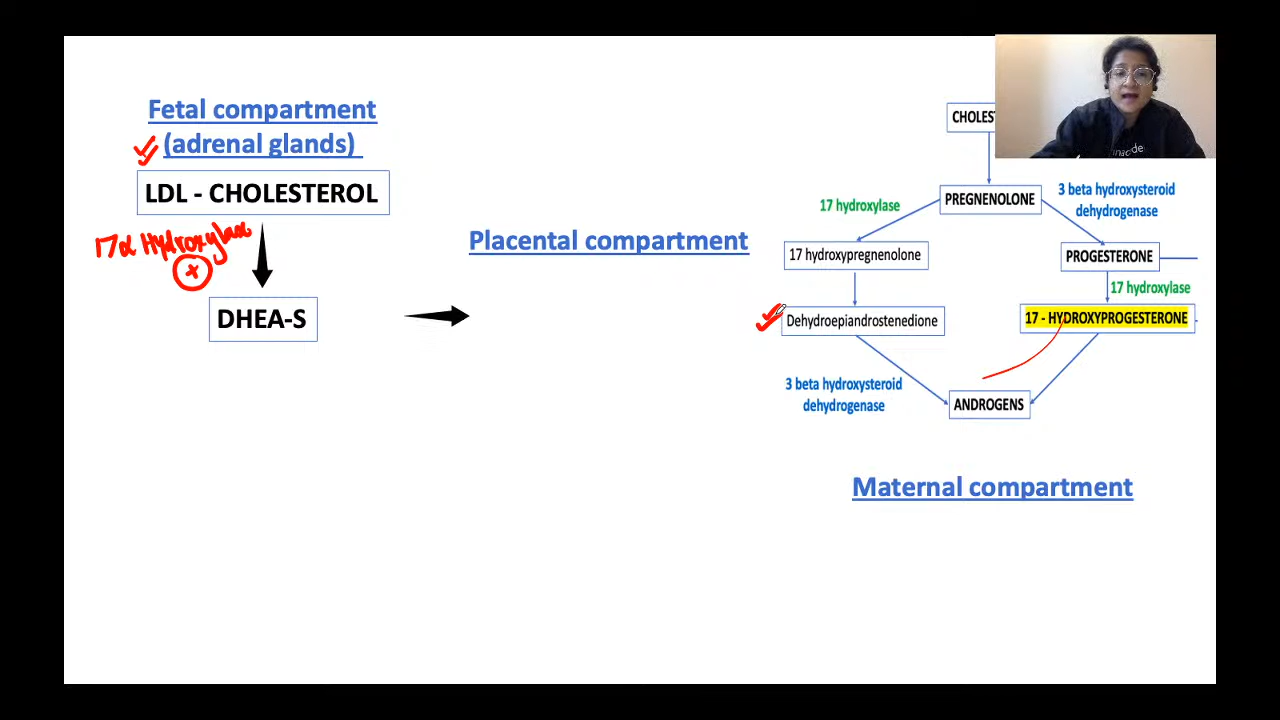 Fetal compartment
(adrenal glands)
LDL - CHOLESTEROL
17α Hydroxylase
+
DHEA-S
Placental compartment
CHOLEST
PREGNENOLONE
17 hydroxylase
3 beta hydroxysteroid
dehydrogenase
17 hydroxypregnenolone
PROGESTERONE
17 hydroxylase
Dehydroepiandrostenedione
17 - HYDROXYPROGESTERONE
3 beta hydroxysteroid
dehydrogenase
ANDROGENS
Maternal compartment